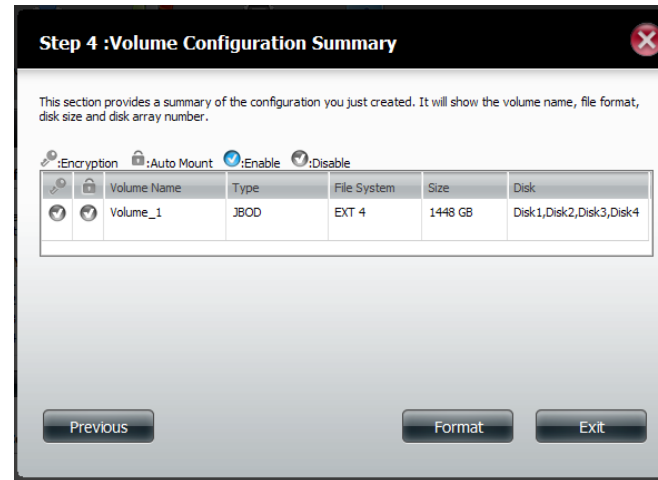 Step 4 :Volume Configuration Summary
This section provides a summary of the configuration you just created. It will show the volume name, file format,
disk size and disk array number.
:Encryption :Auto Mount :Enable :Disable
Volume Name Type File System Size Disk
Volume_1 JBOD EXT 4 1448 GB Disk1,Disk2,Disk3,Disk4
Previous Format Exit